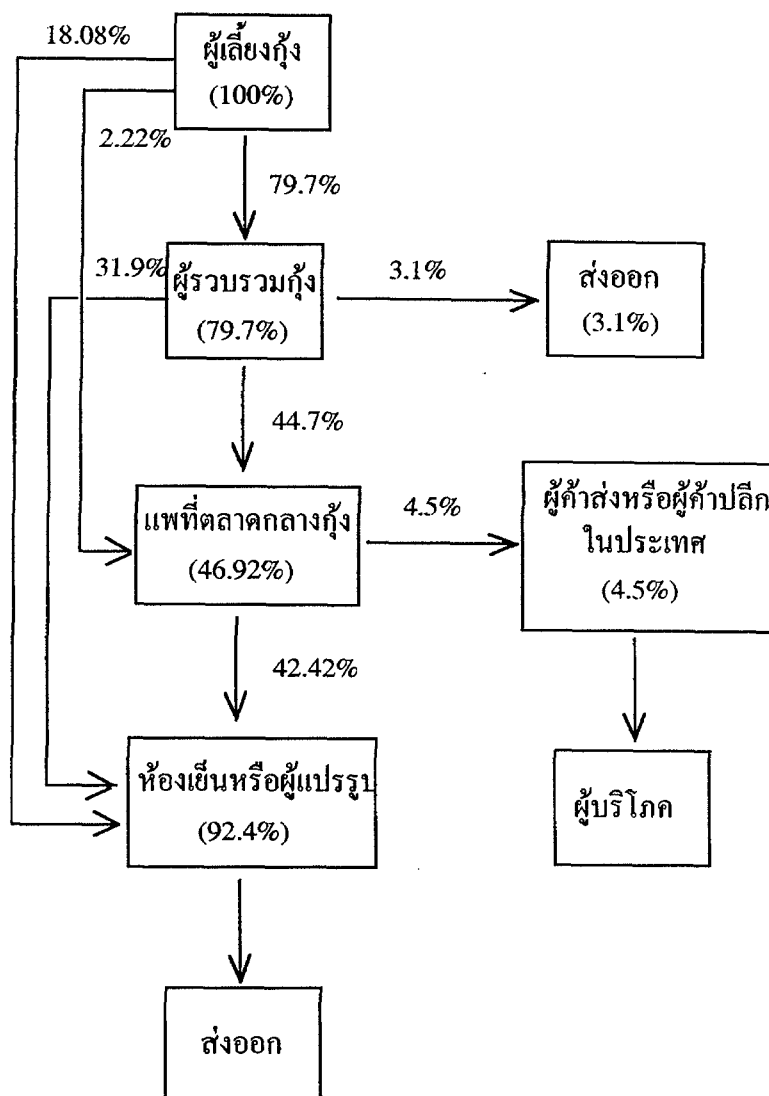 18.08%
ผู้เลี้ยงกุ้ง
(100%)
2.22%
79.7%
31.9%
ผู้รวบรวมกุ้ง
(79.7%)
3.1%
ส่งออก
(3.1%)
44.7%
แพที่ตลาดกลางกุ้ง
(46.92%)
4.5%
ผู้ค้าส่งหรือผู้ค้าปลีก
ในประเทศ
(4.5%)
42.42%
ห้องเย็นหรือผู้แปรรูป
(92.4%)
ผู้บริโภค
ส่งออก